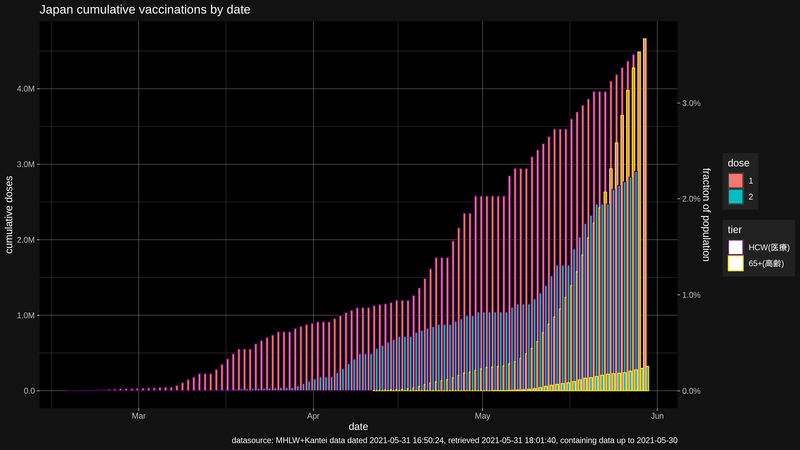 Japan cumulative vaccinations by date
cumulative doses
4.0M
3.0M
2.0M
1.0M
0.0
3.0%
2.0%
1.0%
0.0%
fraction of population
Mar
Apr
May
Jun
date
dose
1
2
tier
HCW(医療)
65+(高齢)
datasource: MHLW+Kantei data dated 2021-05-31 16:50:24, retrieved 2021-05-31 18:01:40, containing data up to 2021-05-30